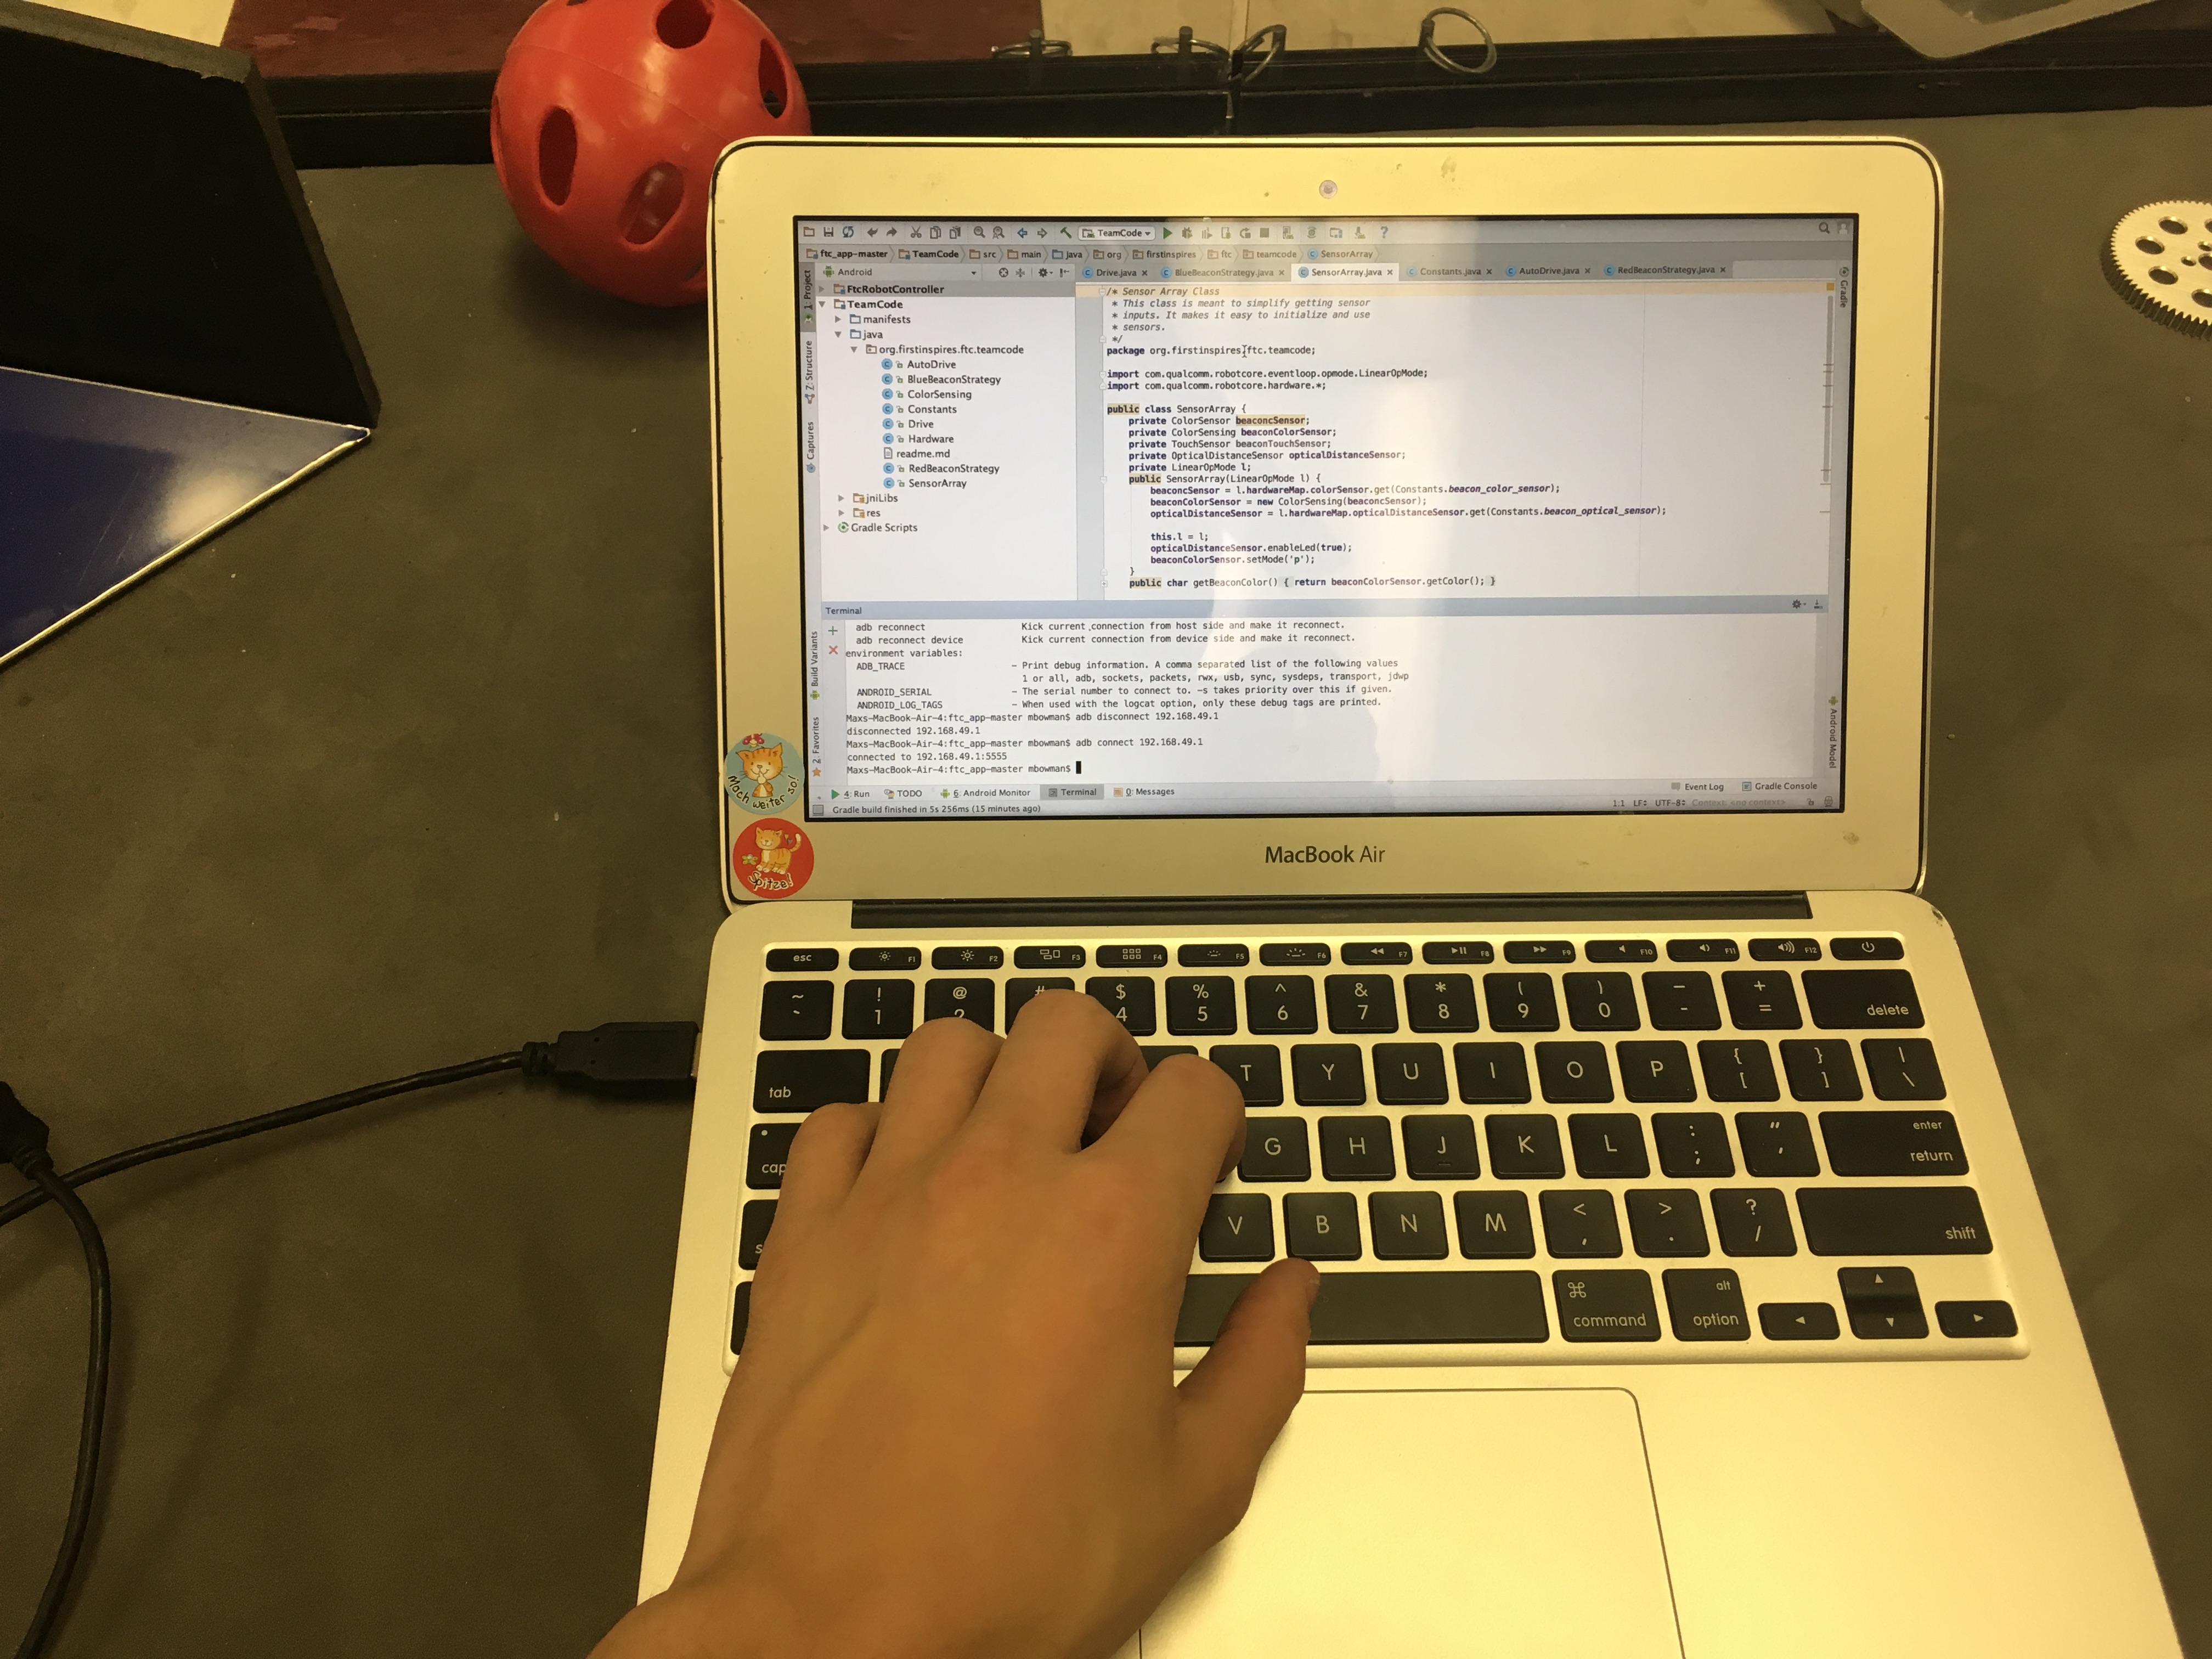 TeamCode
ftc_app-master TeamCode src main java org firstinspires ftc teamcode SensorArray
Android
Drive.java BlueBeaconStrategy.java SensorArray.java Constants.java AutoDrive.java RedBeaconStrategy.java
1: Project
Z: Structure
Captures
Build Variants
2: Favorites
FtcRobotController
TeamCode
manifests
java
org.firstinspires.ftc.teamcode
AutoDrive
BlueBeaconStrategy
ColorSensing
Constants
Drive
Hardware
readme.md
RedBeaconStrategy
SensorArray
jniLibs
res
Gradle Scripts
/* Sensor Array Class
* This class is meant to simplify getting sensor
* inputs. It makes it easy to initialize and use
* sensors.
*/
package org.firstinspires.ftc.teamcode;
import com.qualcomm.robotcore.eventloop.opmode.LinearOpMode;
import com.qualcomm.robotcore.hardware.*;
public class SensorArray {
private ColorSensor beaconcSensor;
private ColorSensing beaconColorSensor;
private TouchSensor beaconTouchSensor;
private OpticalDistanceSensor opticalDistanceSensor;
private LinearOpMode l;
public SensorArray(LinearOpMode l) {
beaconcSensor = l.hardwareMap.colorSensor.get(Constants.beacon_color_sensor);
beaconColorSensor = new ColorSensing(beaconcSensor);
opticalDistanceSensor = l.hardwareMap.opticalDistanceSensor.get(Constants.beacon_optical_sensor);
this.l = l;
opticalDistanceSensor.enableLed(true);
beaconColorSensor.setMode('p');
}
public char getBeaconColor() { return beaconColorSensor.getColor(); }
Gradle
Android Model
Terminal
adb reconnect Kick current connection from host side and make it reconnect.
adb reconnect device Kick current connection from device side and make it reconnect.
environment variables:
ADB_TRACE - Print debug information. A comma separated list of the following values
1 or all, adb, sockets, packets, rwx, usb, sync, sysdeps, transport, jdwp
ANDROID_SERIAL - The serial number to connect to. -s takes priority over this if given.
ANDROID_LOG_TAGS - When used with the logcat option, only these debug tags are printed.
Maxs-MacBook-Air-4:ftc_app-master mbowman$ adb disconnect 192.168.49.1
disconnected 192.168.49.1
Maxs-MacBook-Air-4:ftc_app-master mbowman$ adb connect 192.168.49.1
connected to 192.168.49.1:5555
Maxs-MacBook-Air-4:ftc_app-master mbowman$
4: Run TODO 6: Android Monitor Terminal 0: Messages Event Log Gradle Console
Gradle build finished in 5s 256ms (15 minutes ago) 1:1 LF UTF-8 Context: <no context>
Mach weiter so!
Spitze!
MacBook Air
esc F1 F2 F3 F4 F5 F6 F7 F8 F9 F10 F11 F12
~ ! @ # $ % ^ & * ( ) _ +
` 1 2 4 5 6 7 8 9 0 - = delete
tab T Y U I O P { [ } ] | \
cap G H J K L : ; " ' enter return
s V B N M < , > . ? / shift
⌘ command alt option